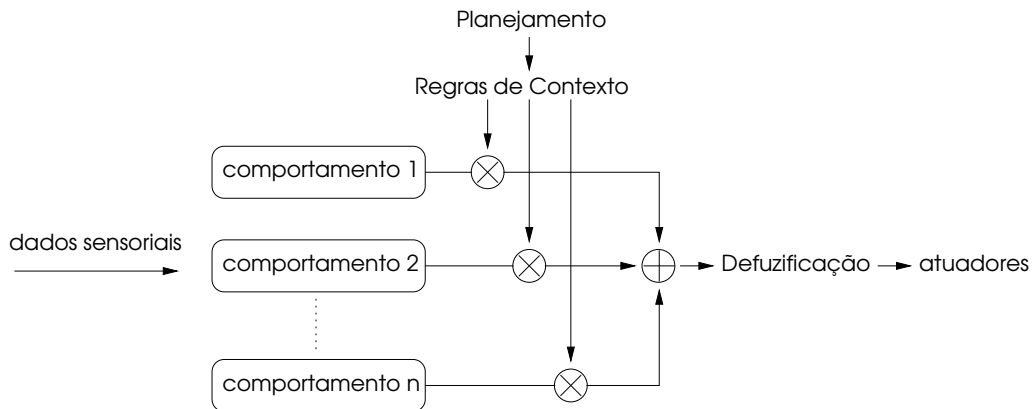 Planejamento
Regras de Contexto
comportamento 1
dados sensoriais
comportamento 2
Defuzificação
atuadores
comportamento n